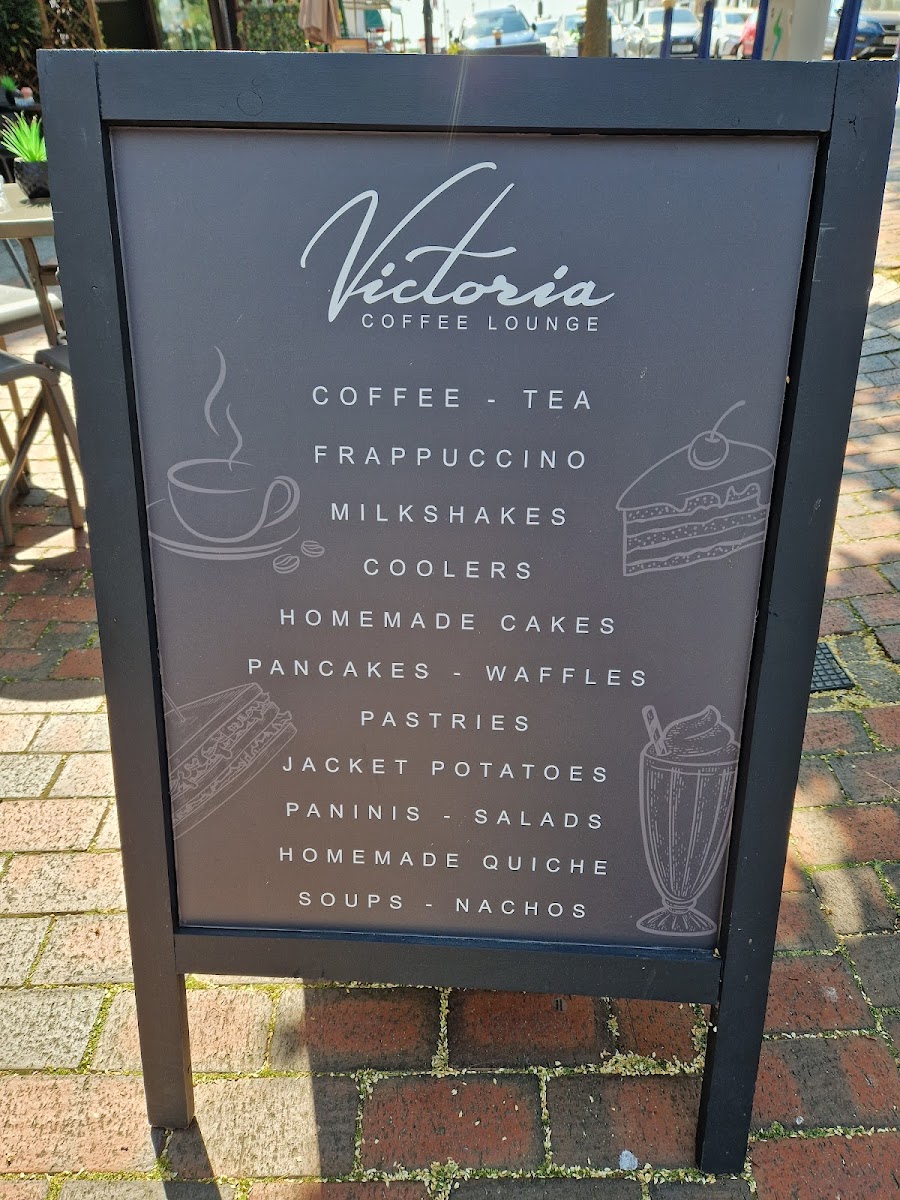 Victoria
COFFEE LOUNGE
COFFEE - TEA
FRAPPUCCINO
MILKSHAKES
COOLERS
HOMEMADE CAKES
PANCAKES - WAFFLES
PASTRIES
JACKET POTATOES
PANINIS - SALADS
HOMEMADE QUICHE
SOUPS - NACHOS